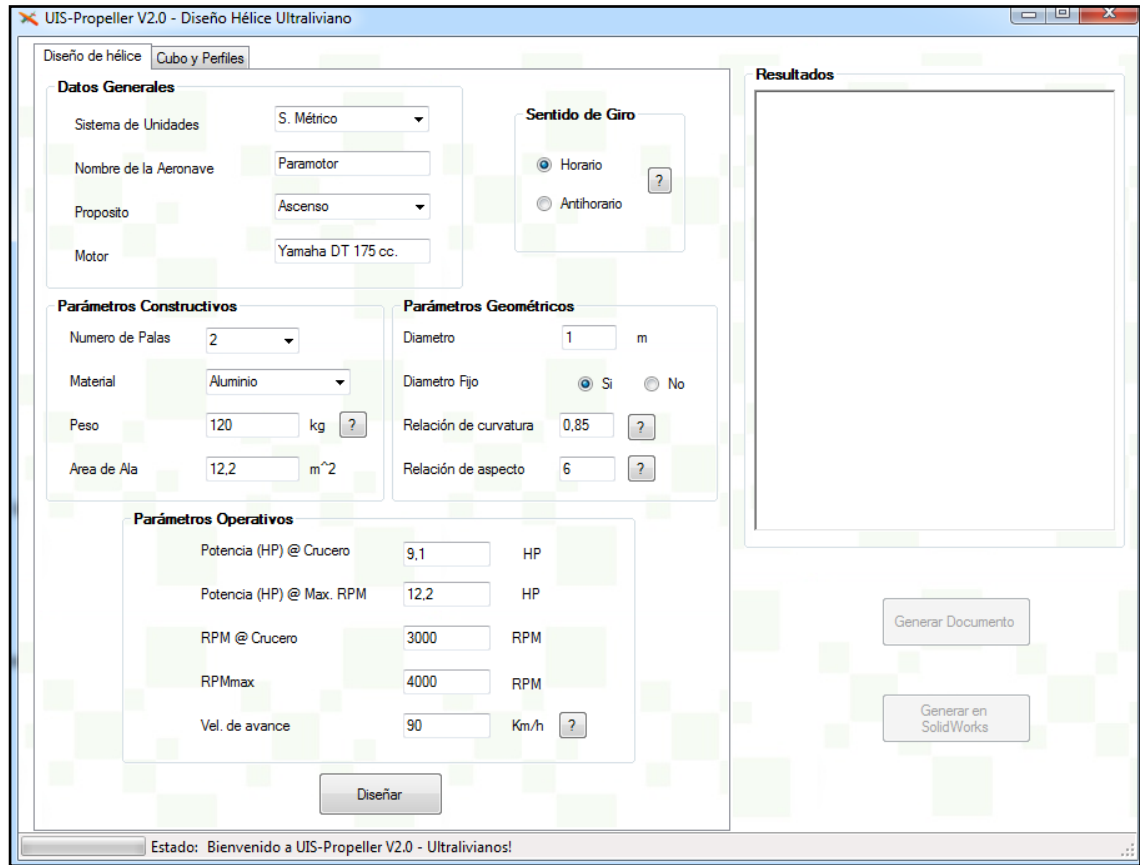 UIS-Propeller V2.0 - Diseño Hélice Ultraliviano
Diseño de hélice
Cubo y Perfiles
Datos Generales
Sistema de Unidades
S. Métrico
Nombre de la Aeronave
Paramotor
Proposito
Ascenso
Motor
Yamaha DT 175 cc.
Sentido de Giro
Horario
?
Antihorario
Parámetros Constructivos
Numero de Palas
2
Material
Aluminio
Peso
120
kg
?
Area de Ala
12,2
m^2
Parámetros Geométricos
Diametro
1
m
Diametro Fijo
Si
No
Relación de curvatura
0,85
?
Relación de aspecto
6
?
Parámetros Operativos
Potencia (HP) @ Crucero
9,1
HP
Potencia (HP) @ Max. RPM
12,2
HP
RPM @ Crucero
3000
RPM
RPMmax
4000
RPM
Vel. de avance
90
Km/h
?
Diseñar
Resultados
Generar Documento
Generar en
SolidWorks
Estado: Bienvenido a UIS-Propeller V2.0 - Ultralivianos!